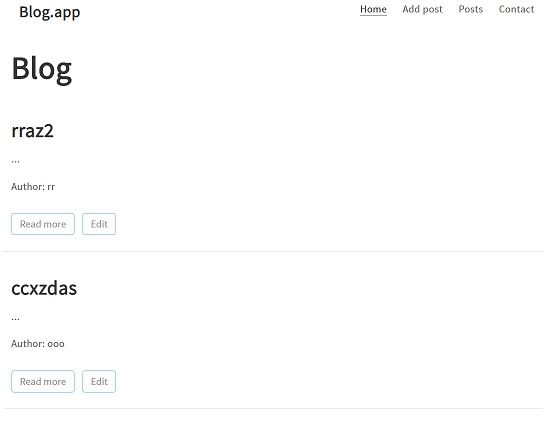 Blog.app
Home Add post Posts Contact
Blog
rraz2
...
Author: rr
Read more Edit
ccxzdas
...
Author: ooo
Read more Edit